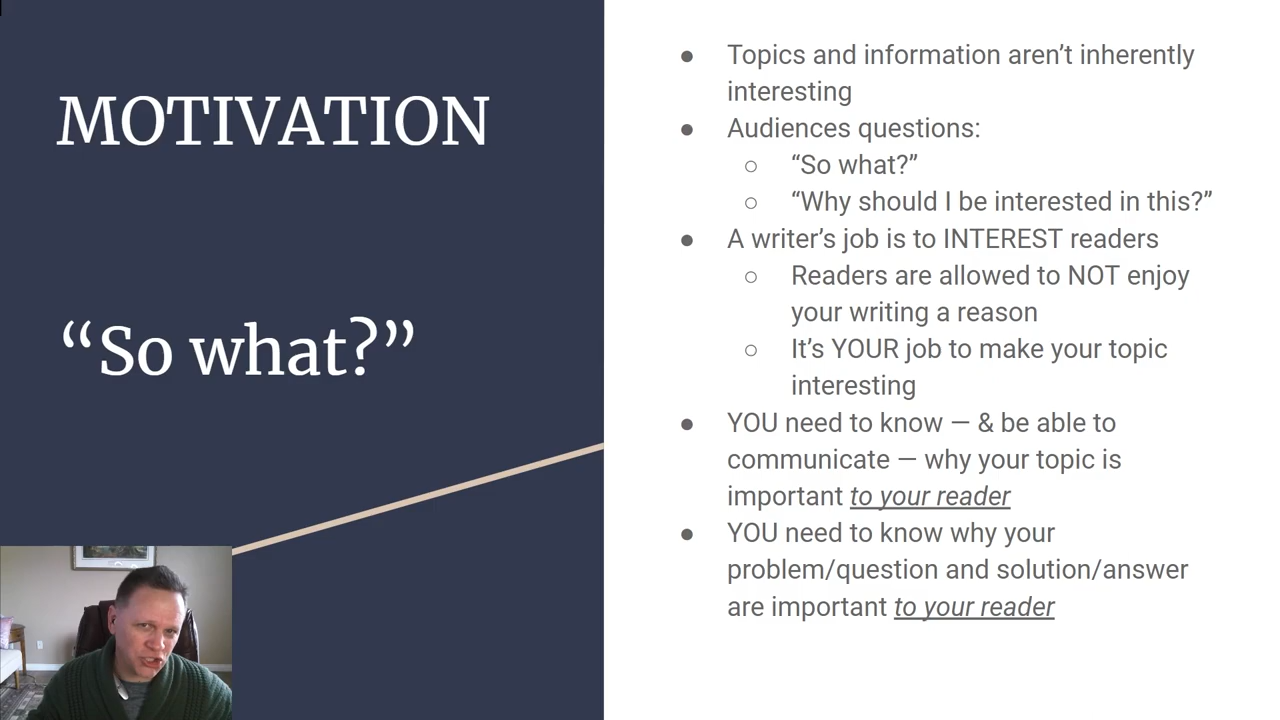 MOTIVATION
“So what?”
● Topics and information aren’t inherently
interesting
● Audiences questions:
○ “So what?”
○ “Why should I be interested in this?”
● A writer’s job is to INTEREST readers
○ Readers are allowed to NOT enjoy
your writing a reason
○ It’s YOUR job to make your topic
interesting
● YOU need to know — & be able to
communicate — why your topic is
important to your reader
● YOU need to know why your
problem/question and solution/answer
are important to your reader